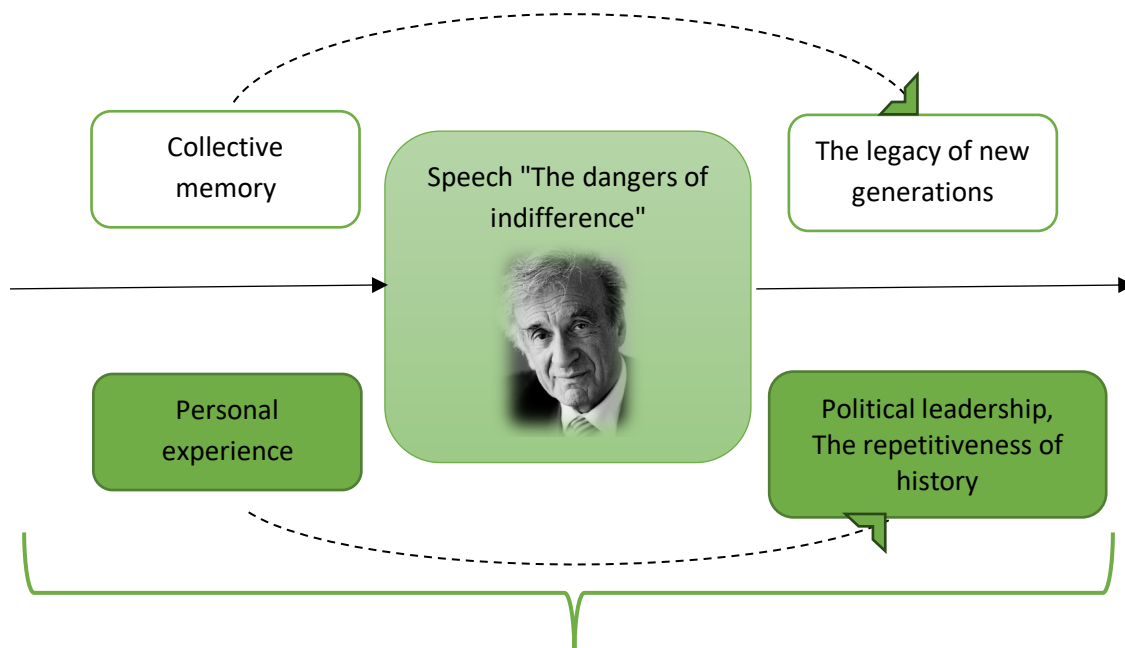 Collective
memory
Speech "The dangers of
indifference"
The legacy of new
generations
Personal
experience
Political leadership,
The repetitiveness of
history